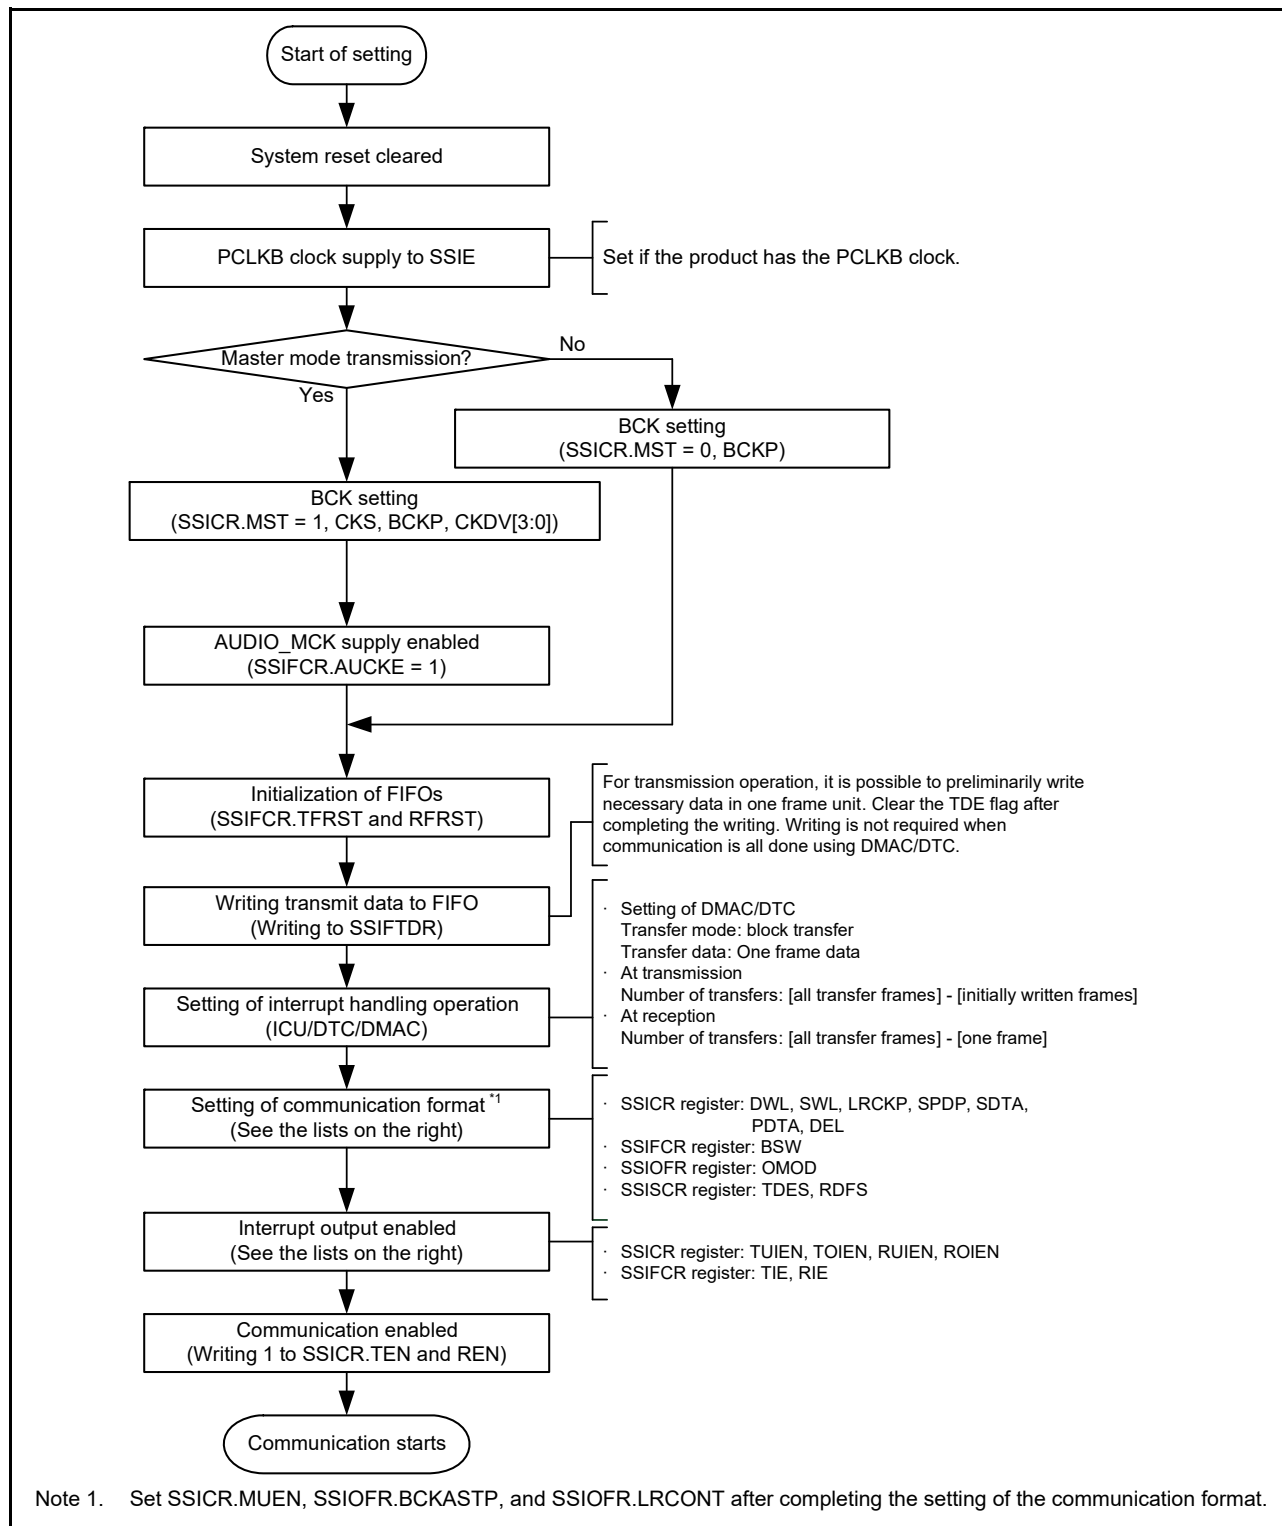 Start of setting
System reset cleared
PCLKB clock supply to SSIE
Set if the product has the PCLKB clock.
Master mode transmission?
No
Yes
BCK setting
(SSICR.MST = 0, BCKP)
BCK setting
(SSICR.MST = 1, CKS, BCKP, CKDV[3:0])
AUDIO_MCK supply enabled
(SSIFCR.AUCKE = 1)
Initialization of FIFOs
(SSIFCR.TFRST and RFRST)
For transmission operation, it is possible to preliminarily write
necessary data in one frame unit. Clear the TDE flag after
completing the writing. Writing is not required when
communication is all done using DMAC/DTC.
Writing transmit data to FIFO
(Writing to SSIFTDR)
· Setting of DMAC/DTC
Transfer mode: block transfer
Transfer data: One frame data
· At transmission
Number of transfers: [all transfer frames] - [initially written frames]
· At reception
Number of transfers: [all transfer frames] - [one frame]
Setting of interrupt handling operation
(ICU/DTC/DMAC)
Setting of communication format *1
(See the lists on the right)
· SSICR register: DWL, SWL, LRCKP, SPDP, SDTA,
PDTA, DEL
· SSIFCR register: BSW
· SSIOFR register: OMOD
· SSISCR register: TDES, RDFS
Interrupt output enabled
(See the lists on the right)
· SSICR register: TUIEN, TOIEN, RUIEN, ROIEN
· SSIFCR register: TIE, RIE
Communication enabled
(Writing 1 to SSICR.TEN and REN)
Communication starts
Note 1. Set SSICR.MUEN, SSIOFR.BCKASTP, and SSIOFR.LRCONT after completing the setting of the communication format.